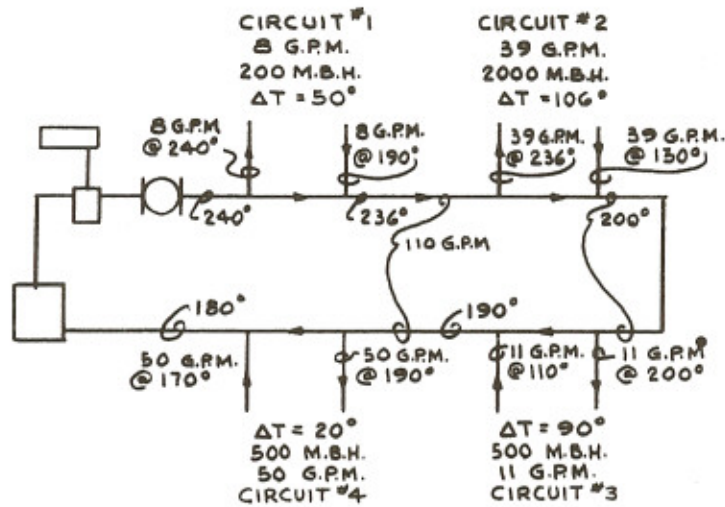 CIRCUIT #1
8 G.P.M.
200 M.B.H.
ΔT = 50°
CIRCUIT #2
39 G.P.M.
2000 M.B.H.
ΔT = 106°
8 G.P.M.
@ 240°
8 G.P.M.
@ 190°
39 G.P.M.
@ 236°
39 G.P.M.
@ 130°
240°
236°
200°
110 G.P.M
180°
190°
50 G.P.M.
@ 170°
50 G.P.M.
@ 190°
11 G.P.M.
@ 110°
11 G.P.M°
@ 200°
ΔT = 20°
500 M.B.H.
50 G.P.M.
CIRCUIT #4
ΔT = 90°
500 M.B.H.
11 G.P.M.
CIRCUIT #3